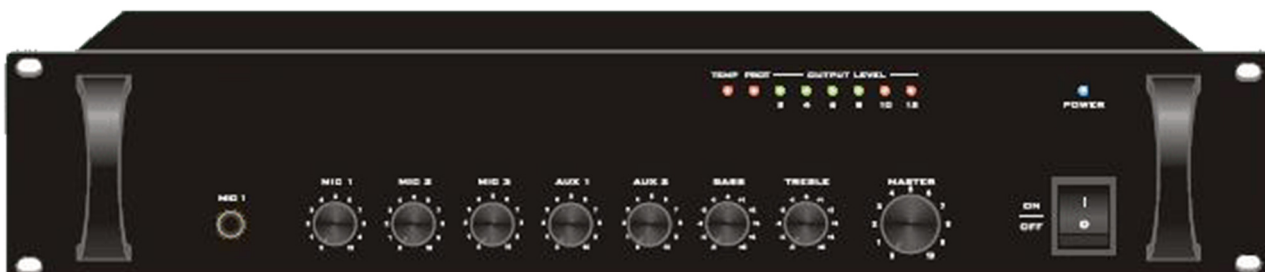 TEMP PROT OUTPUT LEVEL
2 4 6 8 10 12
POWER
MIC 1
MIC 1 MIC 2 MIC 3 AUX 1 AUX 2 BASS TREBLE MASTER
ON
OFF
I
0